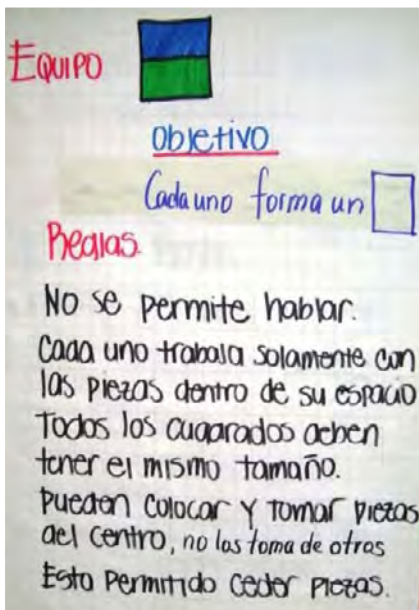 EQUIPO
Objetivo
Cada uno forma un
Reglas.
No se permite hablar.
Cada uno trabaja solamente con
las piezas dentro de su espacio
Todos los cuadrados deben
tener el mismo tamaño.
Pueden colocar y tomar piezas
del centro, no las toma de otros
Esto permitido ceder piezas.